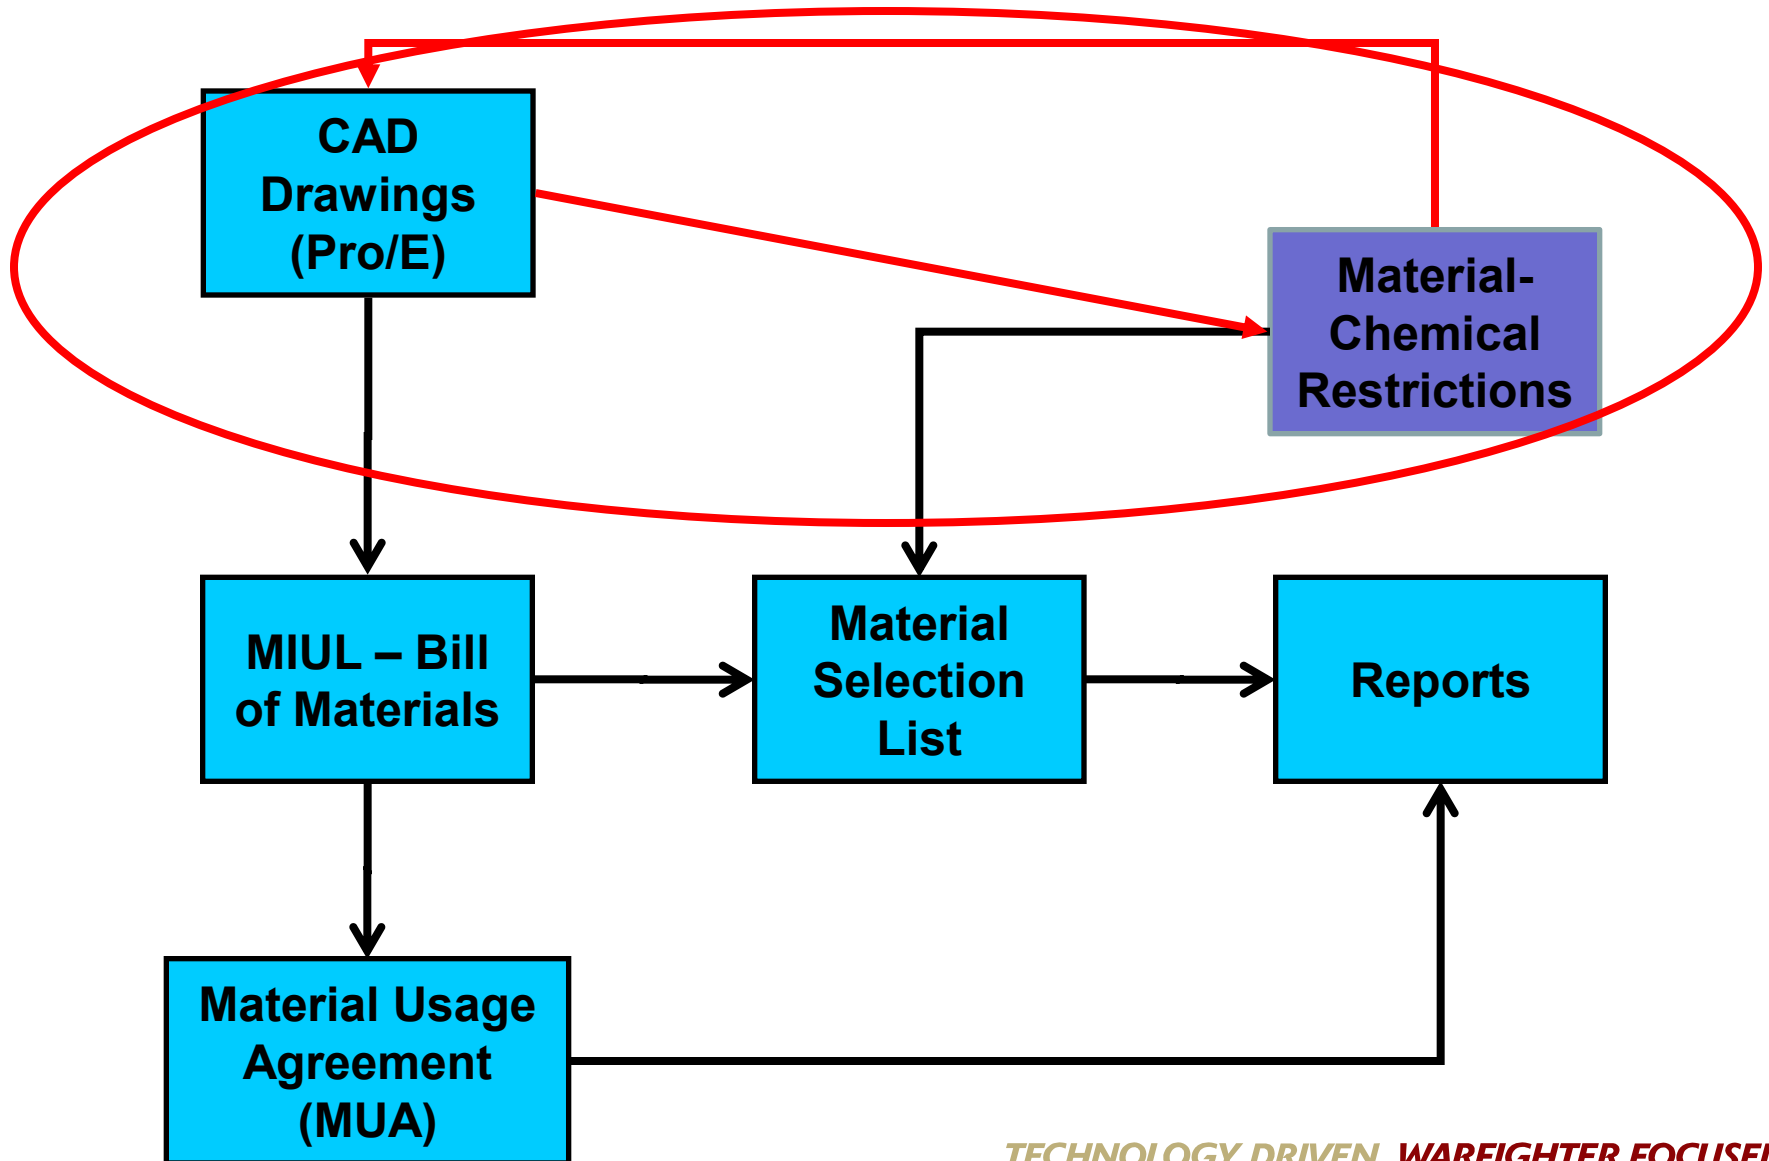 CAD
Drawings
(Pro/E)
Material-
Chemical
Restrictions
MIUL – Bill
of Materials
Material
Selection
List
Reports
Material Usage
Agreement
(MUA)
TECHNOLOGY DRIVEN. WARFIGHTER FOCUSE